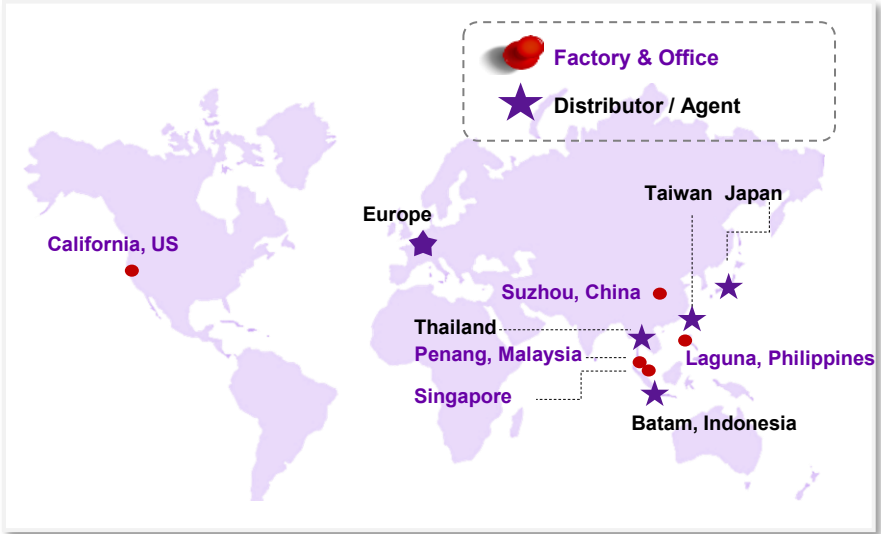 Factory & Office
Distributor / Agent
Taiwan Japan
Europe
California, US
Suzhou, China
Thailand
Penang, Malaysia
Laguna, Philippines
Singapore
Batam, Indonesia